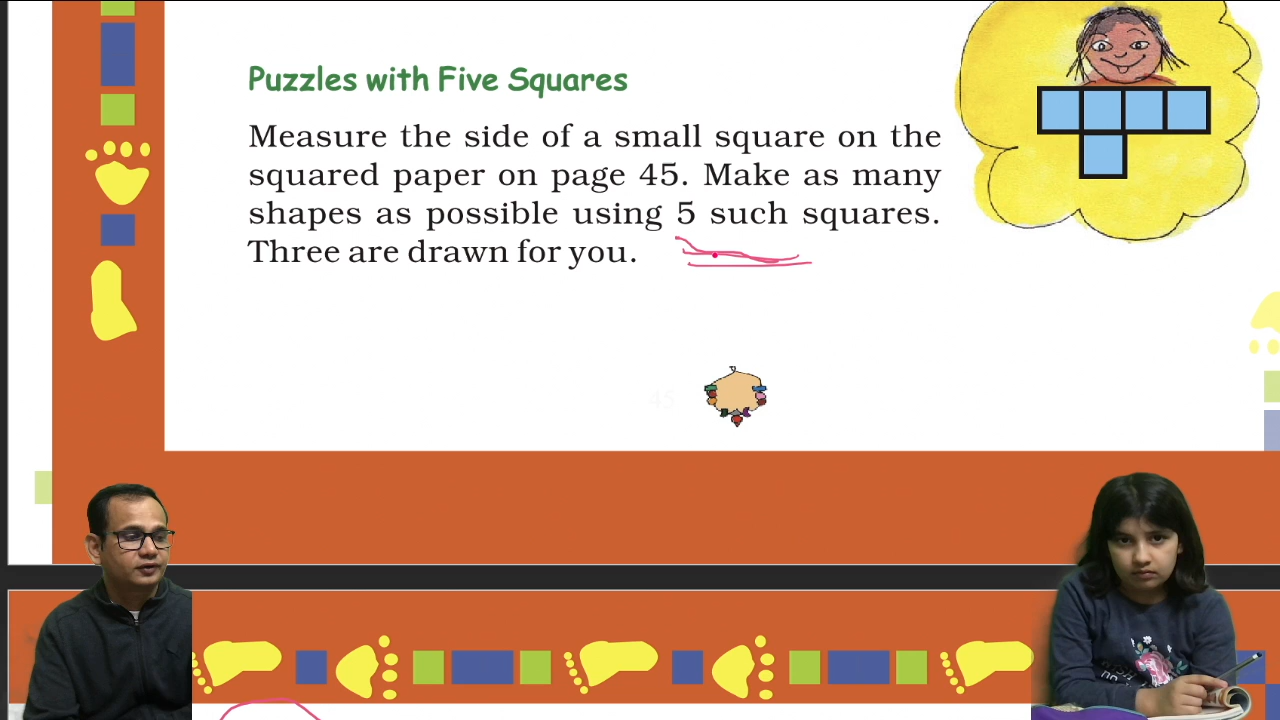 Puzzles with Five Squares
Measure the side of a small square on the
squared paper on page 45. Make as many
shapes as possible using 5 such squares.
Three are drawn for you.
45